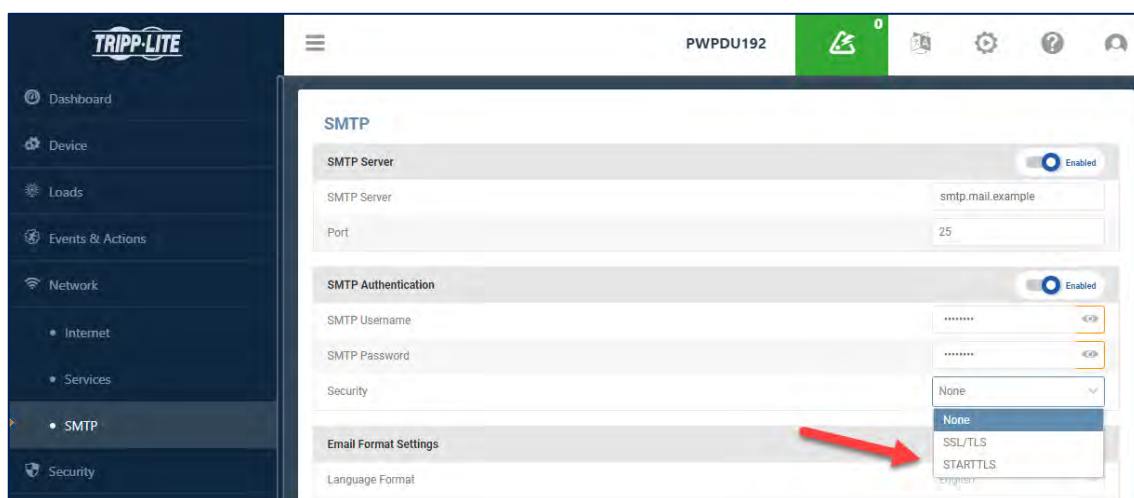 TRIPP·LITE
PWPDU192
0
Dashboard
Device
Loads
Events & Actions
Network
Internet
Services
SMTP
Security
SMTP
SMTP Server
Enabled
SMTP Server
smtp.mail.example
Port
25
SMTP Authentication
Enabled
SMTP Username
••••••••
SMTP Password
••••••••
Security
None
None
SSL/TLS
STARTTLS
Email Format Settings
Language Format
English